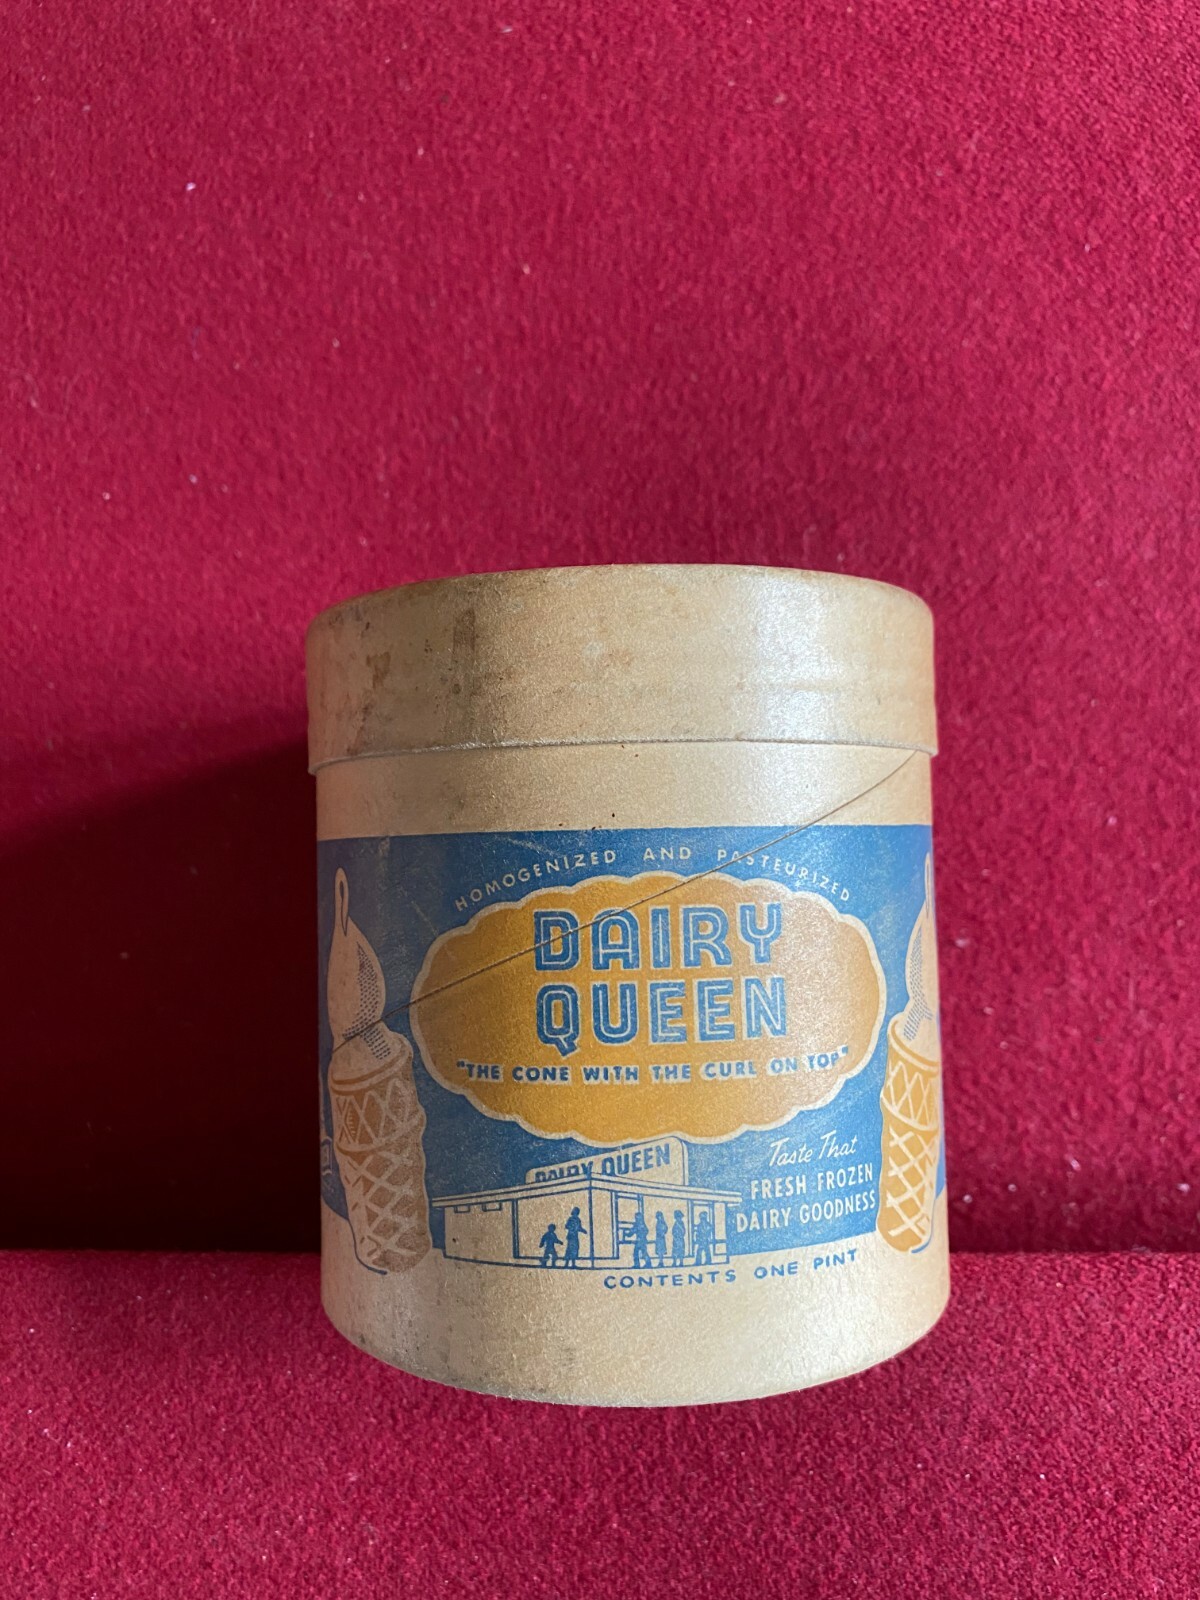 HOMOGENIZED AND PASTEURIZED
DAIRY
QUEEN
"THE CONE WITH THE CURL ON TOP"
DAIRY QUEEN
Taste That
FRESH FROZEN
DAIRY GOODNESS
CONTENTS ONE PINT